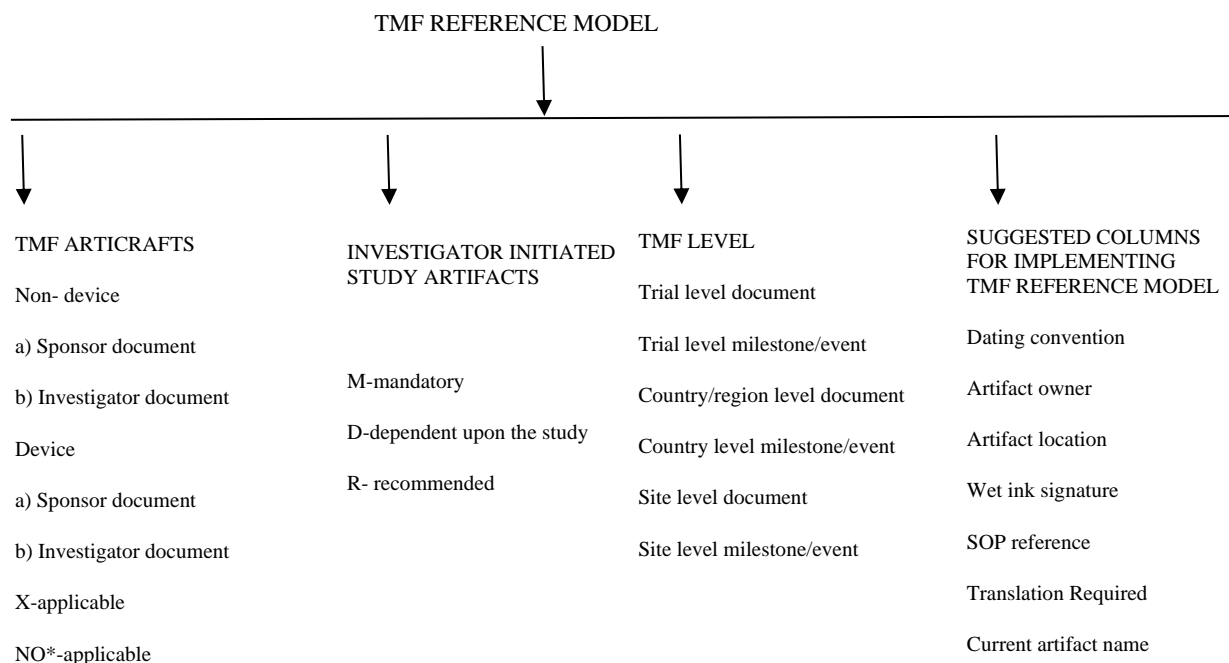 TMF REFERENCE MODEL
TMF ARTICRAFTS
Non- device
a) Sponsor document
b) Investigator document
Device
a) Sponsor document
b) Investigator document
X-applicable
NO*-applicable
INVESTIGATOR INITIATED
STUDY ARTIFACTS
M-mandatory
D-dependent upon the study
R- recommended
TMF LEVEL
Trial level document
Trial level milestone/event
Country/region level document
Country level milestone/event
Site level document
Site level milestone/event
SUGGESTED COLUMNS
FOR IMPLEMENTING
TMF REFERENCE MODEL
Dating convention
Artifact owner
Artifact location
Wet ink signature
SOP reference
Translation Required
Current artifact name